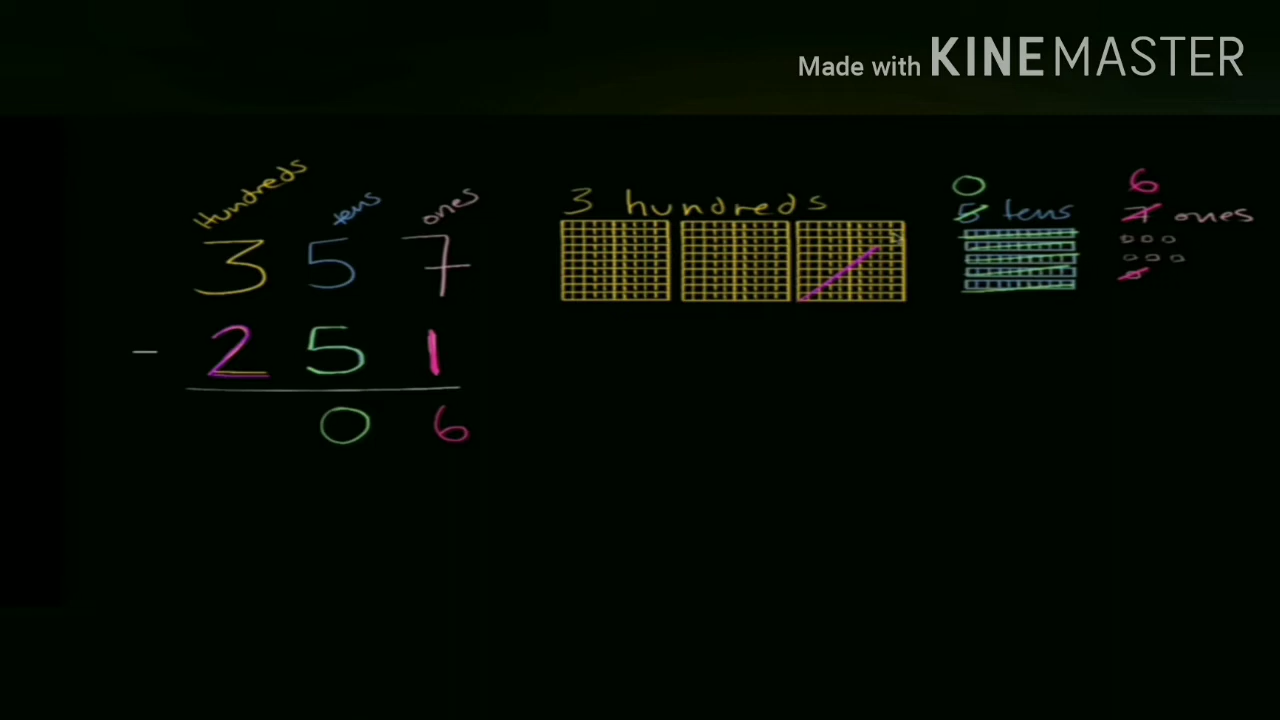 Made with KINEMASTER
Hundreds tens ones
3 5 7
- 2 5 1
0 6
3 hundreds
0
5 tens
6
7 ones